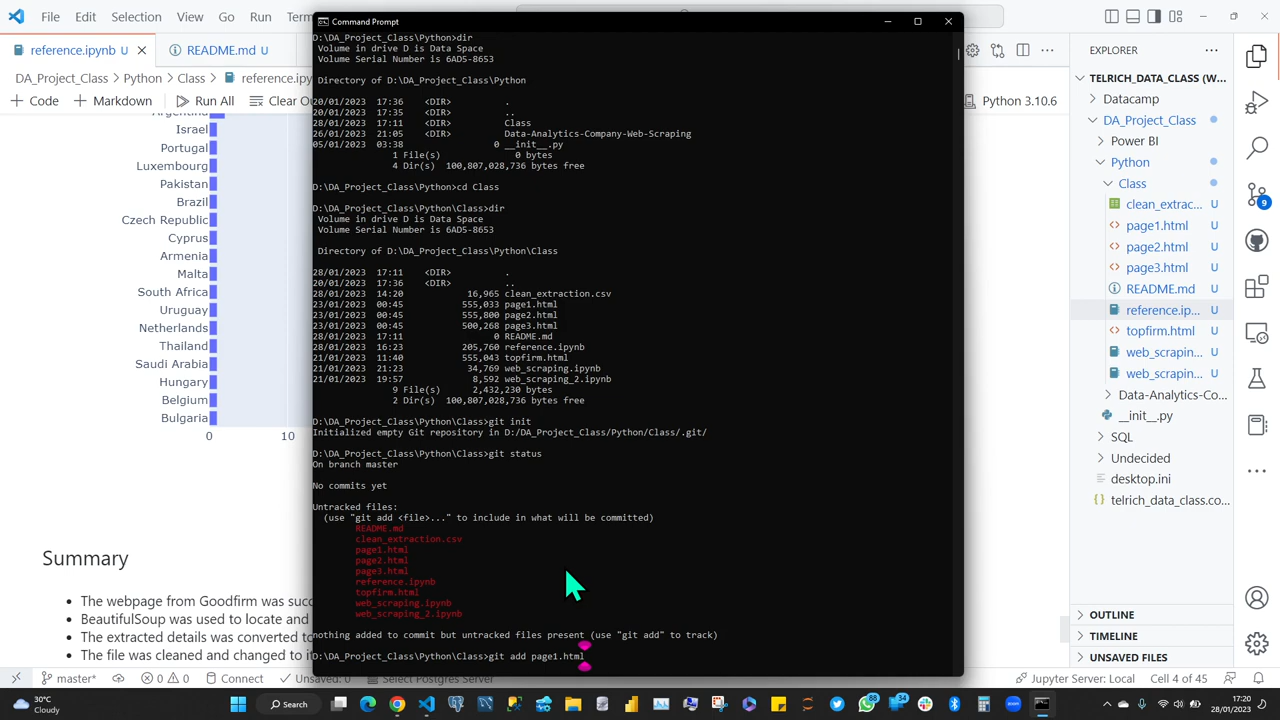 File
Edit
Selection
View
Go
Run
Command Prompt
D:\DA_Project_Class\Python>dir
Volume in drive D is Data Space
Volume Serial Number is 6AD5-8653
Directory of D:\DA_Project_Class\Python
20/01/2023 17:36 <DIR> .
20/01/2023 17:35 <DIR> ..
28/01/2023 17:11 <DIR> Class
26/01/2023 21:05 <DIR> Data-Analytics-Company-Web-Scraping
05/01/2023 03:38 0 __init__.py
1 File(s) 0 bytes
4 Dir(s) 100,807,028,736 bytes free
D:\DA_Project_Class\Python>cd Class
D:\DA_Project_Class\Python\Class>dir
Volume in drive D is Data Space
Volume Serial Number is 6AD5-8653
Directory of D:\DA_Project_Class\Python\Class
28/01/2023 17:11 <DIR> .
20/01/2023 17:36 <DIR> ..
28/01/2023 14:20 16,965 clean_extraction.csv
23/01/2023 00:45 555,033 page1.html
23/01/2023 00:45 555,800 page2.html
23/01/2023 00:45 500,268 page3.html
28/01/2023 17:11 0 README.md
28/01/2023 16:23 205,760 reference.ipynb
21/01/2023 11:40 555,043 topfirm.html
21/01/2023 21:23 34,769 web_scraping.ipynb
21/01/2023 19:57 8,592 web_scraping_2.ipynb
9 File(s) 2,432,230 bytes
2 Dir(s) 100,807,028,736 bytes free
D:\DA_Project_Class\Python\Class>git init
Initialized empty Git repository in D:/DA_Project_Class/Python/Class/.git/
D:\DA_Project_Class\Python\Class>git status
On branch master
No commits yet
Untracked files:
(use "git add <file>..." to include in what will be committed)
README.md
clean_extraction.csv
page1.html
page2.html
page3.html
reference.ipynb
topfirm.html
web_scraping.ipynb
web_scraping_2.ipynb
nothing added to commit but untracked files present (use "git add" to track)
D:\DA_Project_Class\Python\Class>git add page1.html
reference.ipynb U
README.md U
DA_Project_Class > Python > Class >
+ Code + Markdown Run All
Israel
Portugal
Luxembourg
Pakistan
Brazil
Czech Republic
Cyprus
Armenia
Malta
South Africa
Uruguay
Netherlands
Thailand
Saudi Arabia
Hungary
Belgium
Bulgaria
0 10
Summary
• The webpage from Goodfirm was
• BeautifulSoup was used to locate and
• The extracted details was converted
• The file was cleaned and changed to
master* 0 0 Connect
Python 3.10.6
EXPLORER
TELRICH_DATA_CLASS (W...
Datacamp
DA_Project_Class
Power BI
Python
Class
clean_extrac... U
page1.html U
page2.html U
page3.html U
README.md U
reference.ip... U
topfirm.html U
web_scrapin... U
web_scrapin... U
Data-Analytics-Co...
__init__.py
SQL
Undecided
desktop.ini
telrich_data_class.co...
OUTLINE
TIMELINE
UNSAVED FILES
9
Jupyter Server: Local Cell 4 of 45
30°C
Cloudy
Search
88
34
17:20
28/01/2023